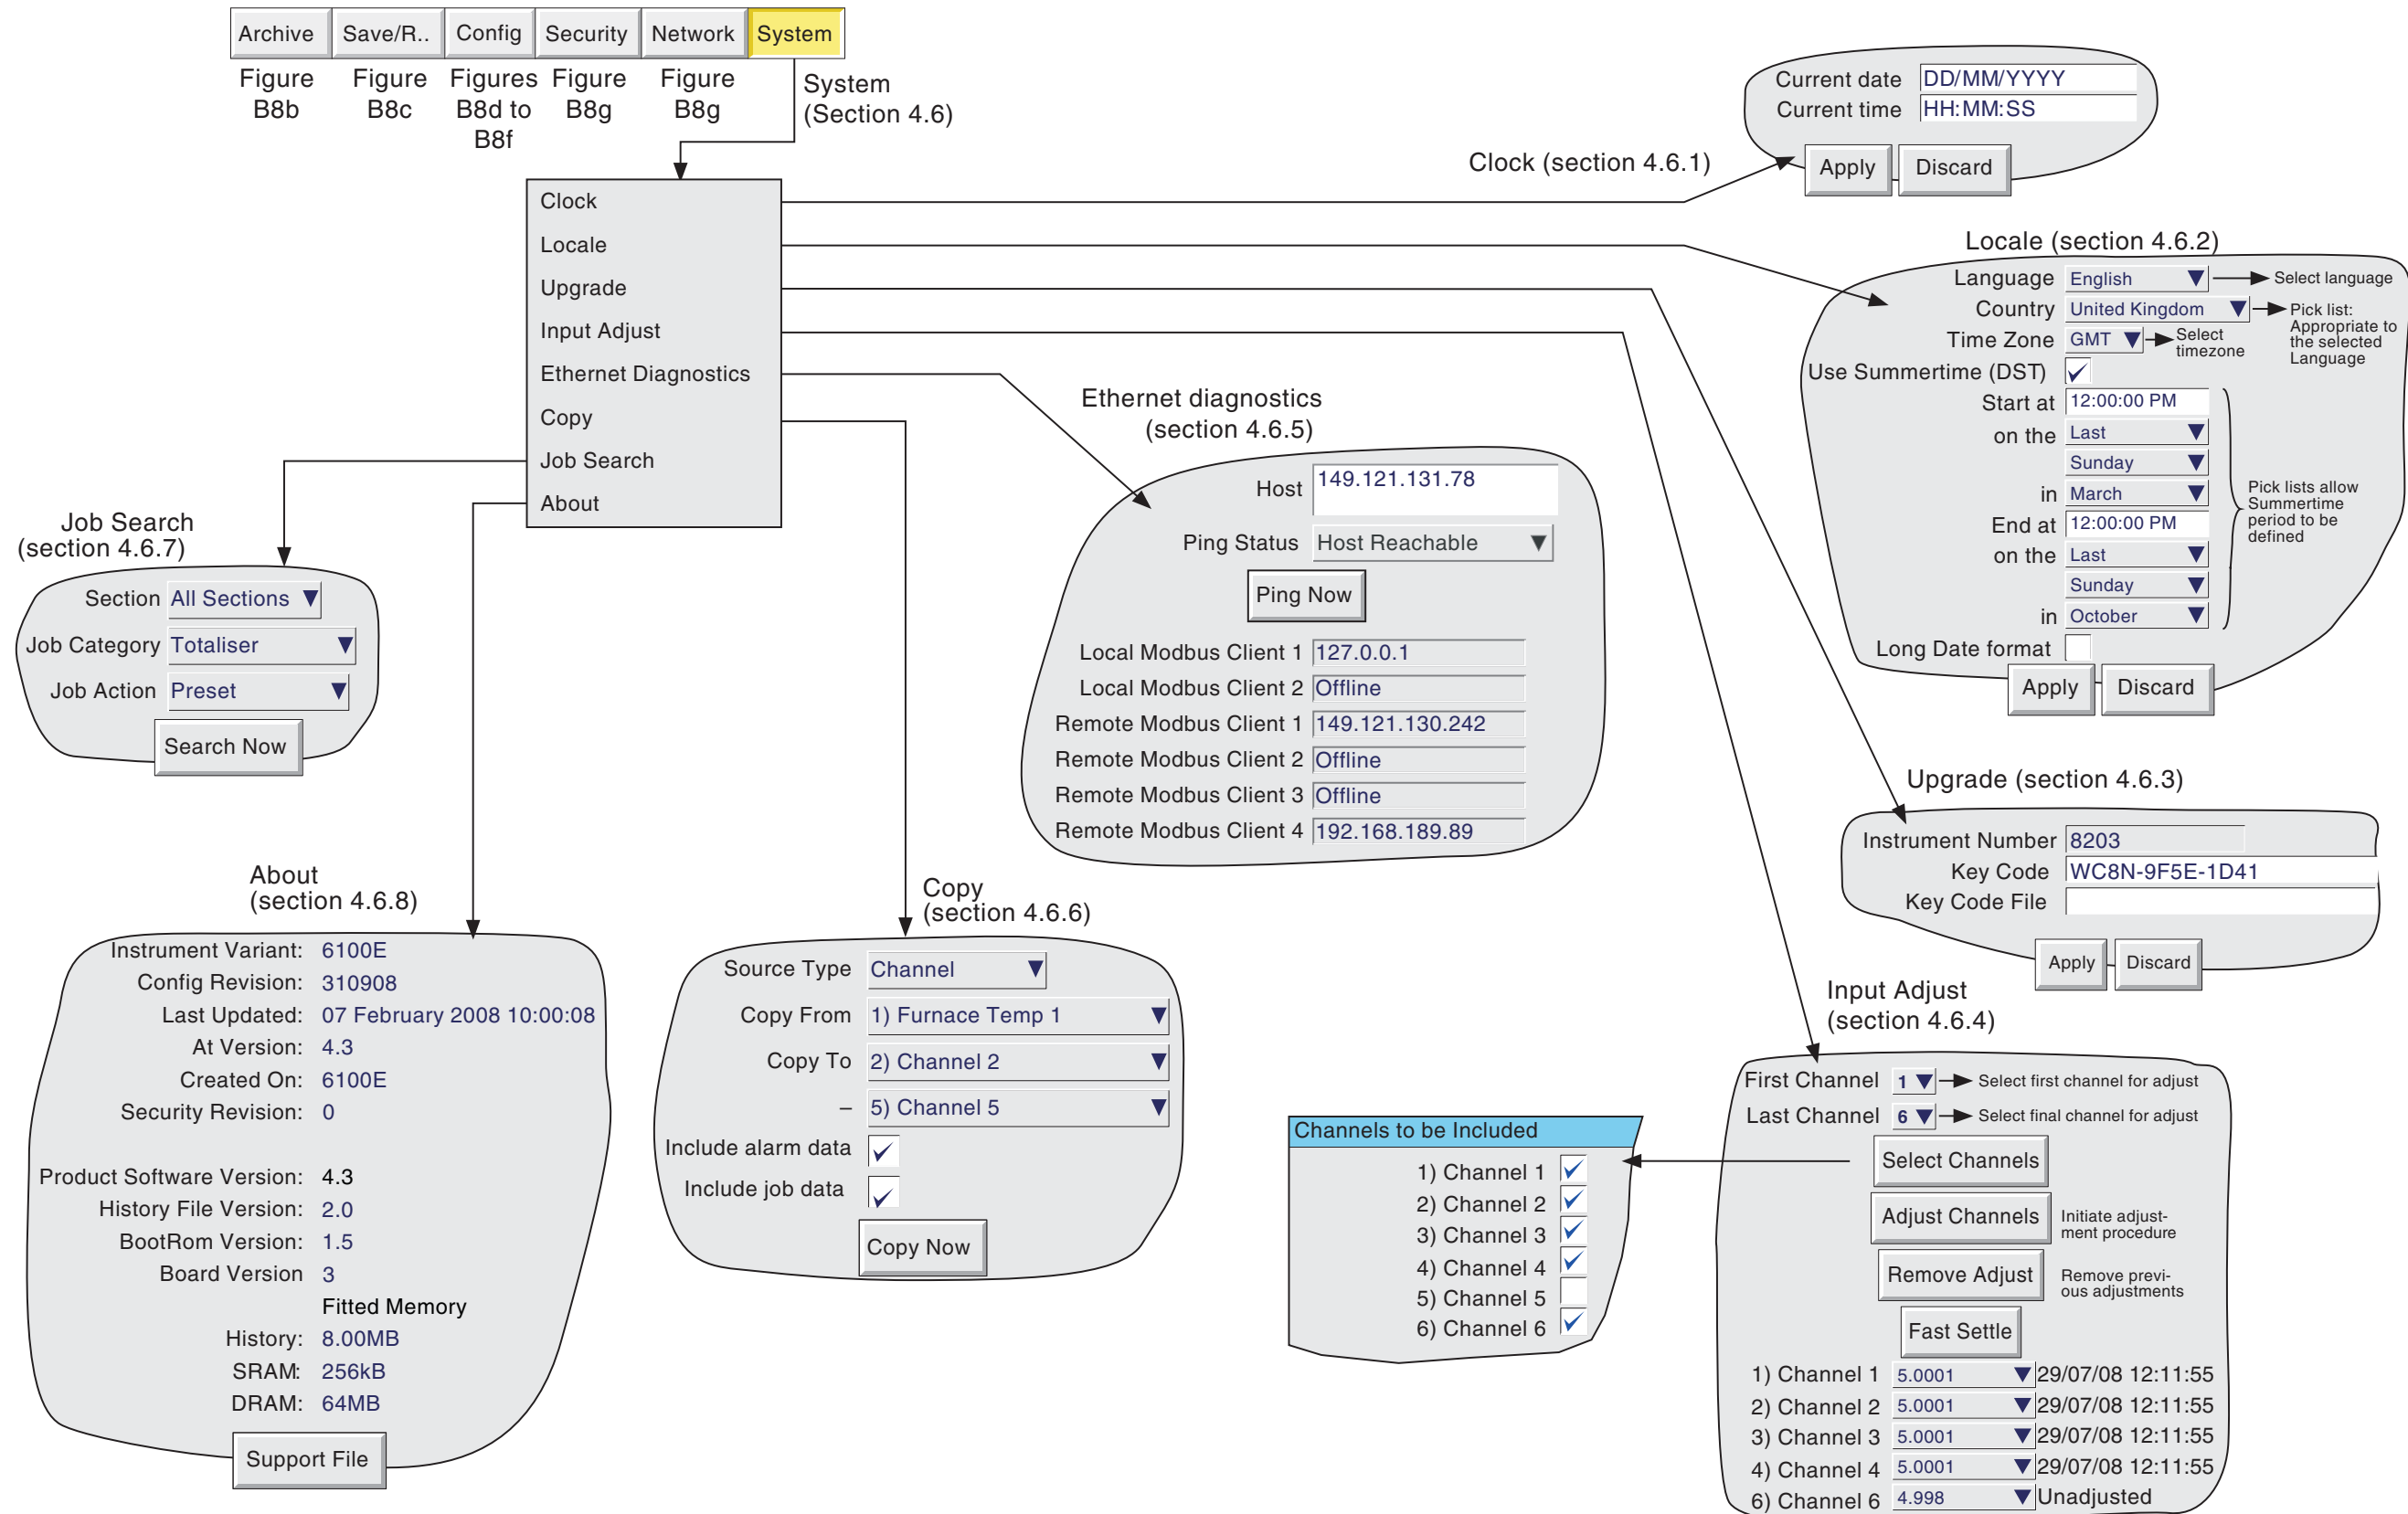 Archive Save/R.. Config Security Network System
Figure B8b
Figure B8c
Figures B8d to B8f
Figure B8g
Figure B8g
System
(Section 4.6)
Clock
Locale
Upgrade
Input Adjust
Ethernet Diagnostics
Copy
Job Search
About
Clock (section 4.6.1)
Current date DD/MM/YYYY
Current time HH:MM:SS
Apply Discard
Locale (section 4.6.2)
Language English Select language
Country United Kingdom Pick list: Appropriate to the selected Language
Time Zone GMT Select timezone
Use Summertime (DST)
Start at 12:00:00 PM
on the Last
Sunday
in March
End at 12:00:00 PM
on the Last
Sunday
in October
Pick lists allow
Summertime
period to be
defined
Long Date format
Apply Discard
Ethernet diagnostics
(section 4.6.5)
Host 149.121.131.78
Ping Status Host Reachable
Ping Now
Local Modbus Client 1 127.0.0.1
Local Modbus Client 2 Offline
Remote Modbus Client 1 149.121.130.242
Remote Modbus Client 2 Offline
Remote Modbus Client 3 Offline
Remote Modbus Client 4 192.168.189.89
Job Search
(section 4.6.7)
Section All Sections
Job Category Totaliser
Job Action Preset
Search Now
Upgrade (section 4.6.3)
Instrument Number 8203
Key Code WC8N-9F5E-1D41
Key Code File
Apply Discard
About
(section 4.6.8)
Instrument Variant: 6100E
Config Revision: 310908
Last Updated: 07 February 2008 10:00:08
At Version: 4.3
Created On: 6100E
Security Revision: 0
Product Software Version: 4.3
History File Version: 2.0
BootRom Version: 1.5
Board Version 3
Fitted Memory
History: 8.00MB
SRAM: 256kB
DRAM: 64MB
Support File
Copy
(section 4.6.6)
Source Type Channel
Copy From 1) Furnace Temp 1
Copy To 2) Channel 2
– 5) Channel 5
Include alarm data
Include job data
Copy Now
Input Adjust
(section 4.6.4)
First Channel 1 Select first channel for adjust
Last Channel 6 Select final channel for adjust
Select Channels
Adjust Channels Initiate adjust-
ment procedure
Remove Adjust Remove previ-
ous adjustments
Fast Settle
1) Channel 1 5.0001 29/07/08 12:11:55
2) Channel 2 5.0001 29/07/08 12:11:55
3) Channel 3 5.0001 29/07/08 12:11:55
4) Channel 4 5.0001 29/07/08 12:11:55
6) Channel 6 4.998 Unadjusted
Channels to be Included
1) Channel 1
2) Channel 2
3) Channel 3
4) Channel 4
5) Channel 5
6) Channel 6